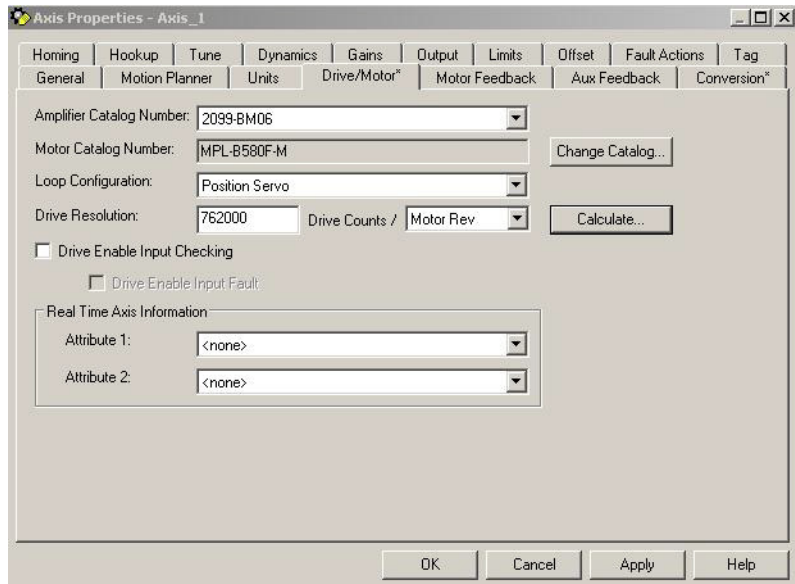 Axis Properties - Axis_1
Homing Hookup Tune Dynamics Gains Output Limits Offset Fault Actions Tag
General Motion Planner Units Drive/Motor* Motor Feedback Aux Feedback Conversion*
Amplifier Catalog Number: 2099-BM06
Motor Catalog Number: MPL-B580F-M Change Catalog...
Loop Configuration: Position Servo
Drive Resolution: 762000 Drive Counts / Motor Rev Calculate...
Drive Enable Input Checking
Drive Enable Input Fault
Real Time Axis Information
Attribute 1: <none>
Attribute 2: <none>
OK Cancel Apply Help